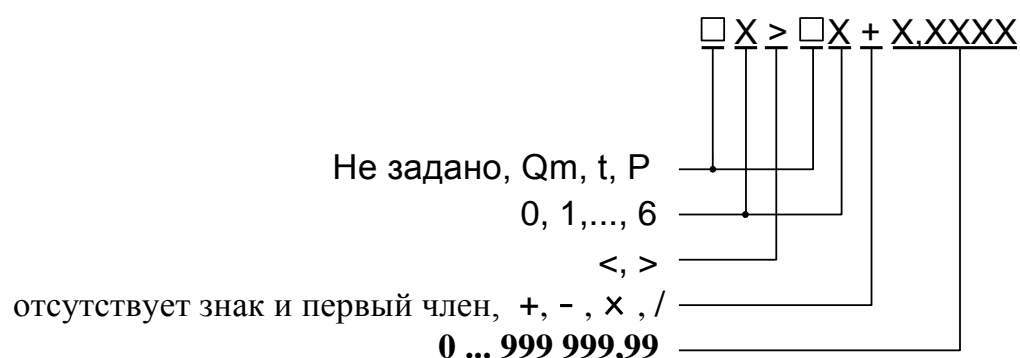 □ X > □ X + X,XXXX
Не задано, Qm, t, P
0, 1,..., 6
<, >
отсутствует знак и первый член, +, - , × , /
0 ... 999 999,99